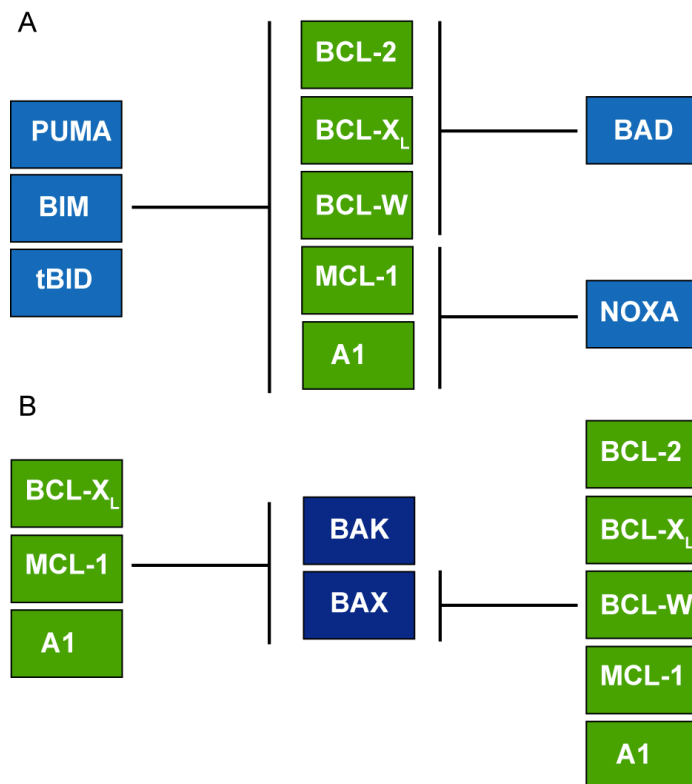 A
PUMA
BIM
tBID
BCL-2
BCL-XL
BCL-W
MCL-1
A1
BAD
NOXA
B
BCL-XL
MCL-1
A1
BAK
BAX
BCL-2
BCL-XL
BCL-W
MCL-1
A1